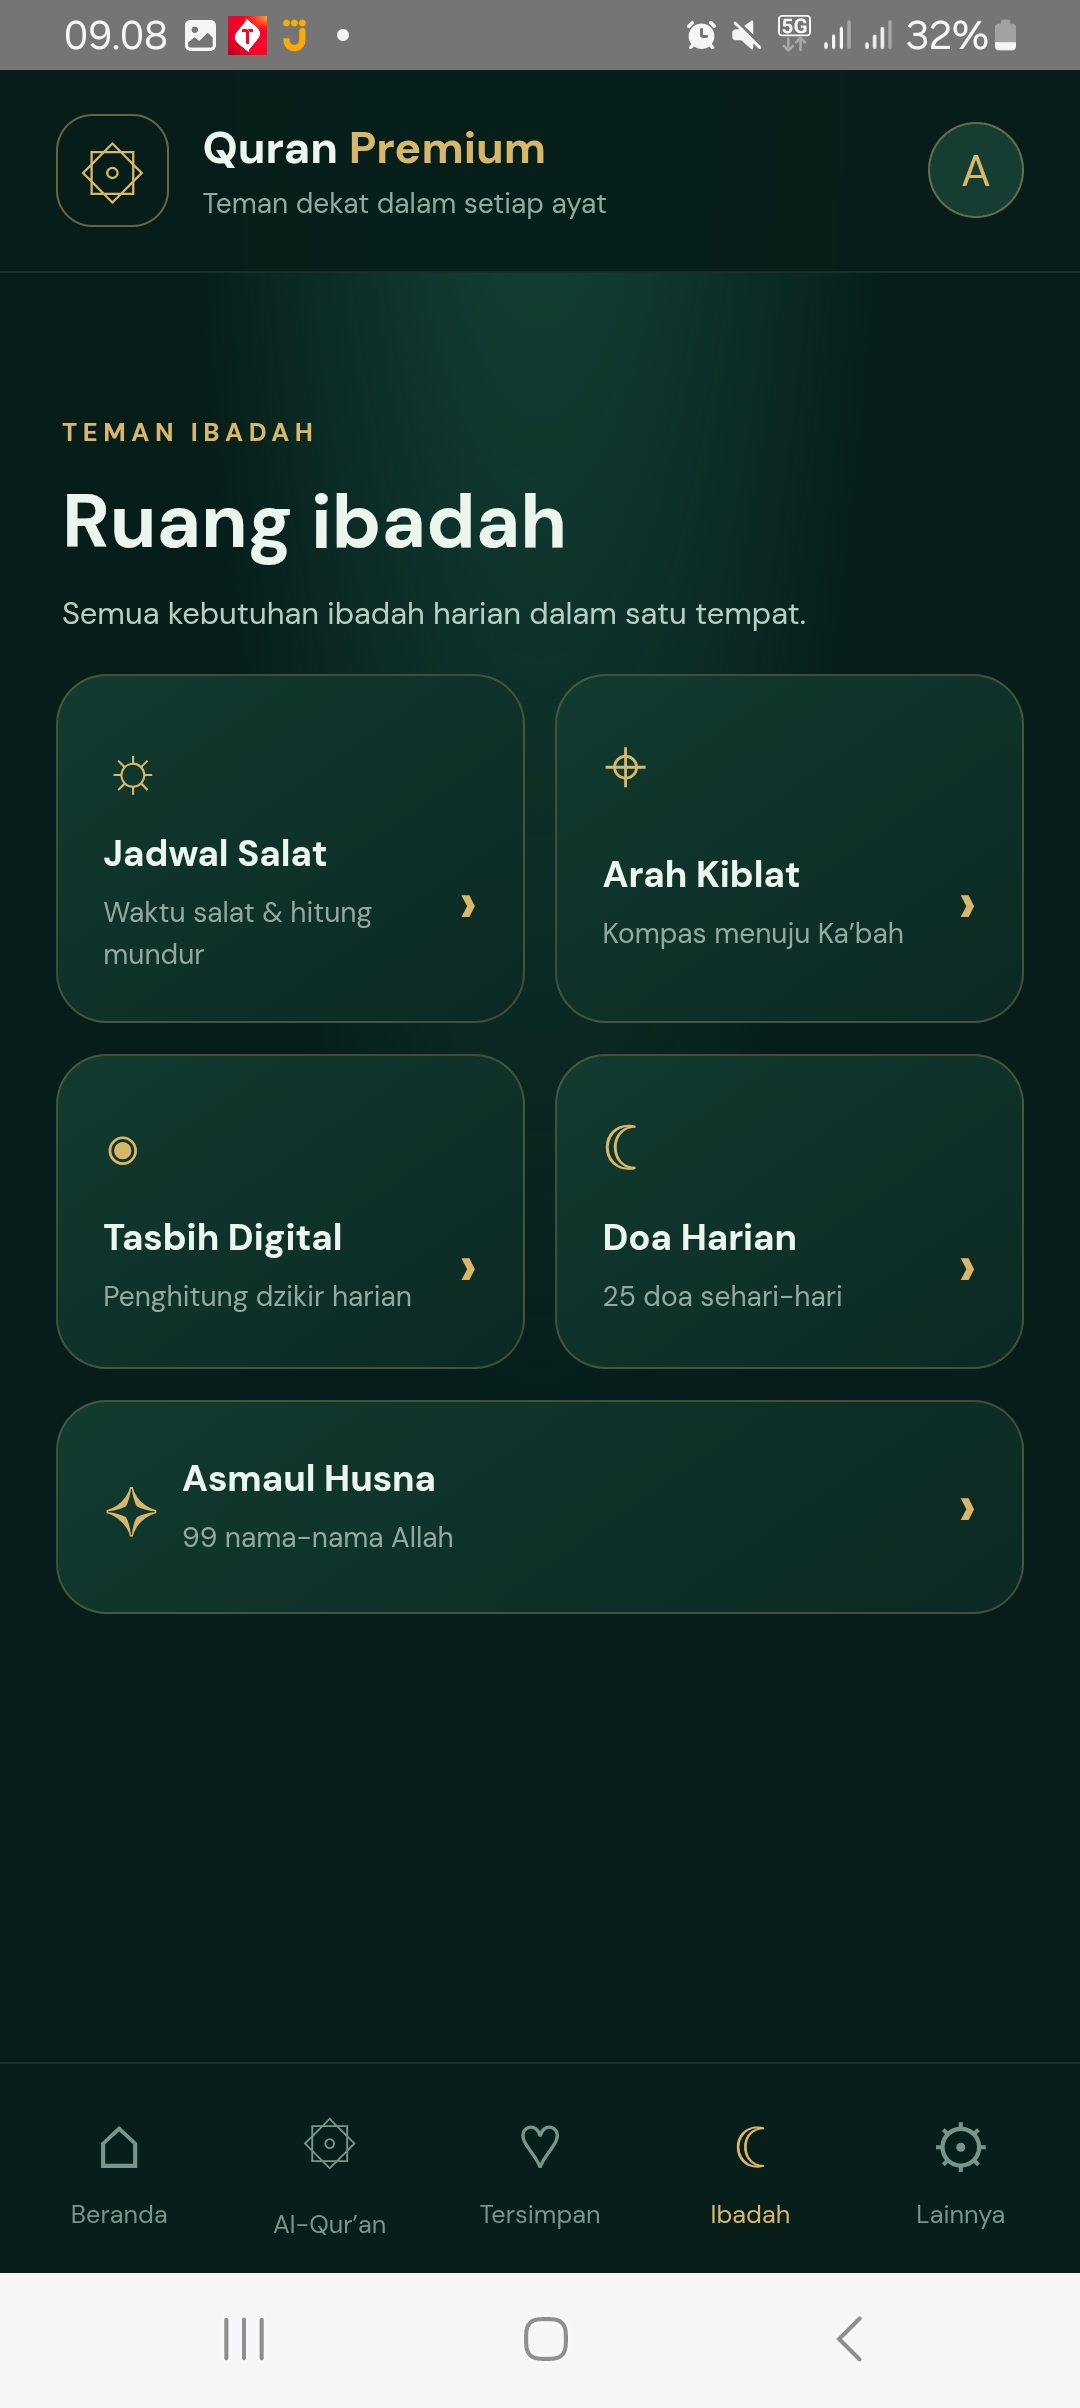 09.08
5G
32%
Quran Premium
Teman dekat dalam setiap ayat
A
TEMAN IBADAH
Ruang ibadah
Semua kebutuhan ibadah harian dalam satu tempat.
Jadwal Salat
Waktu salat & hitung
mundur
Arah Kiblat
Kompas menuju Ka’bah
Tasbih Digital
Penghitung dzikir harian
Doa Harian
25 doa sehari-hari
Asmaul Husna
99 nama-nama Allah
Beranda
Al-Qur’an
Tersimpan
Ibadah
Lainnya